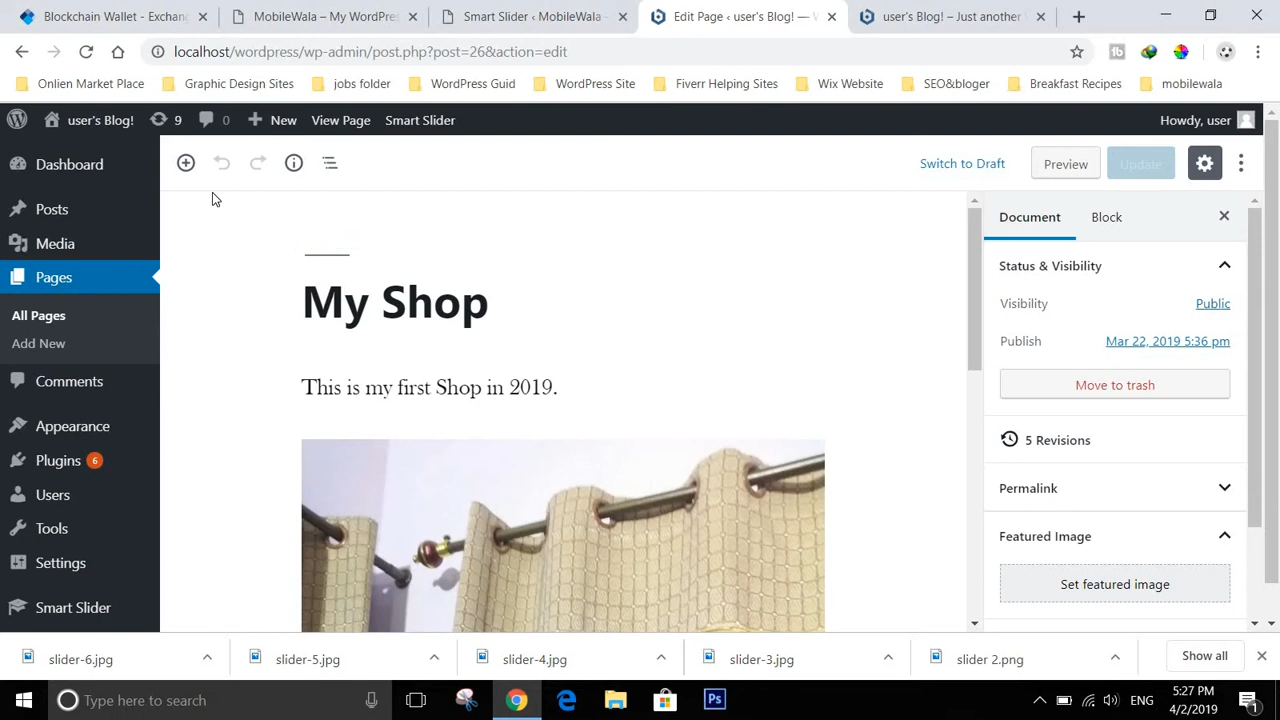 Blockchain Wallet - Exchan
MobileWala – My WordPre
Smart Slider ‹ MobileWala –
Edit Page ‹ user's Blog! — W
user's Blog! – Just another
localhost/wordpress/wp-admin/post.php?post=26&action=edit
Onlien Market Place
Graphic Design Sites
jobs folder
WordPress Guid
WordPress Site
Fiverr Helping Sites
Wix Website
SEO&bloger
Breakfast Recipes
mobilewala
user's Blog!
9
0
New
View Page
Smart Slider
Howdy, user
Dashboard
Posts
Media
Pages
All Pages
Add New
Comments
Appearance
Plugins 6
Users
Tools
Settings
Smart Slider
Switch to Draft
Preview
Update
My Shop
This is my first Shop in 2019.
Document
Block
Status & Visibility
Visibility
Public
Publish
Mar 22, 2019 5:36 pm
Move to trash
5 Revisions
Permalink
Featured Image
Set featured image
slider-6.jpg
slider-5.jpg
slider-4.jpg
slider-3.jpg
slider 2.png
Show all
Type here to search
Ps
ENG
5:27 PM
4/2/2019
1